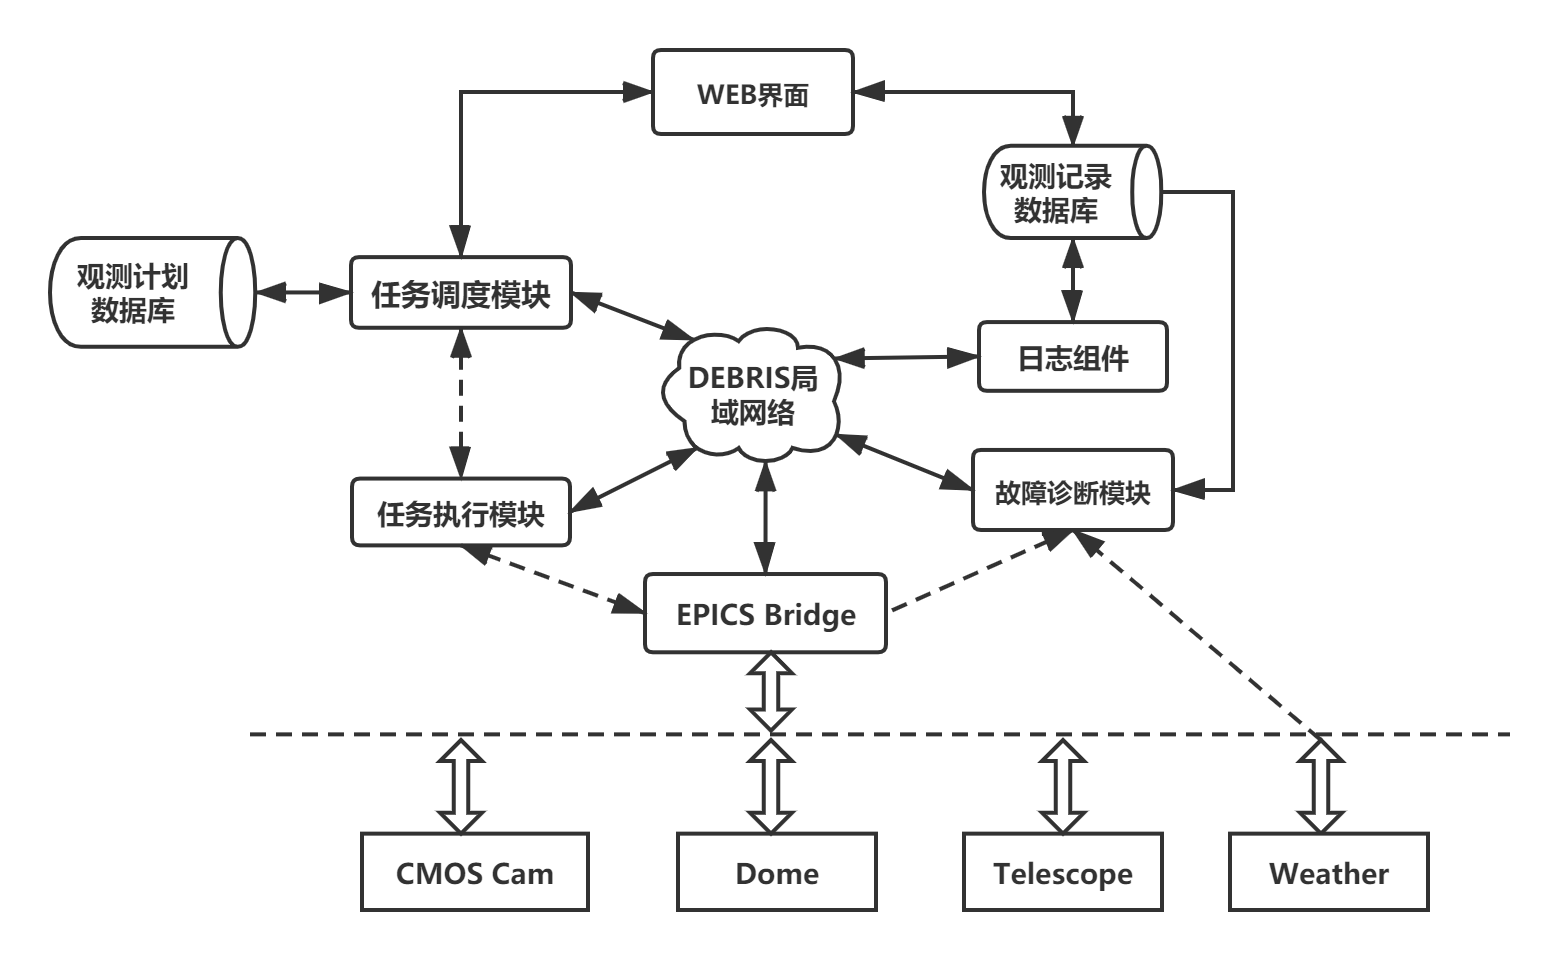 WEB界面
观测记录
数据库
观测计划
数据库
任务调度模块
日志组件
DEBRIS局
域网络
任务执行模块
故障诊断模块
EPICS Bridge
CMOS Cam
Dome
Telescope
Weather